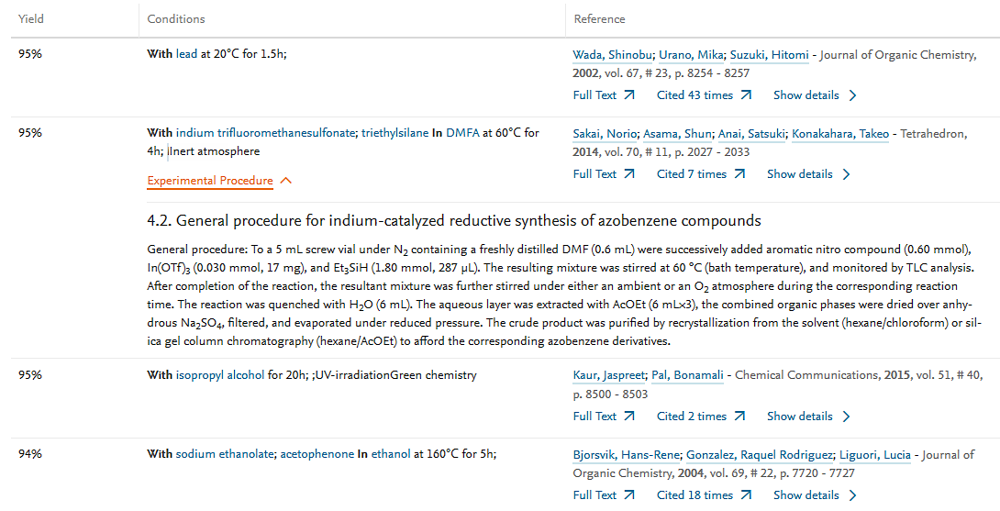 Yield Conditions Reference
95% With lead at 20°C for 1.5h; Wada, Shinobu; Urano, Mika; Suzuki, Hitomi - Journal of Organic Chemistry,
2002, vol. 67, # 23, p. 8254 - 8257
Full Text Cited 43 times Show details
95% With indium trifluoromethanesulfonate; triethylsilane In DMFA at 60°C for Sakai, Norio; Asama, Shun; Anai, Satsuki; Konakahara, Takeo - Tetrahedron,
4h; Inert atmosphere 2014, vol. 70, # 11, p. 2027 - 2033
Full Text Cited 7 times Show details
Experimental Procedure
4.2. General procedure for indium-catalyzed reductive synthesis of azobenzene compounds
General procedure: To a 5 mL screw vial under N₂ containing a freshly distilled DMF (0.6 mL) were successively added aromatic nitro compound (0.60 mmol),
In(OTf)₃ (0.030 mmol, 17 mg), and Et₃SiH (1.80 mmol, 287 μL). The resulting mixture was stirred at 60 °C (bath temperature), and monitored by TLC analysis.
After completion of the reaction, the resultant mixture was further stirred under either an ambient or an O₂ atmosphere during the corresponding reaction
time. The reaction was quenched with H₂O (6 mL). The aqueous layer was extracted with AcOEt (6 mL×3), the combined organic phases were dried over anhy-
drous Na₂SO₄, filtered, and evaporated under reduced pressure. The crude product was purified by recrystallization from the solvent (hexane/chloroform) or sil-
ica gel column chromatography (hexane/AcOEt) to afford the corresponding azobenzene derivatives.
95% With isopropyl alcohol for 20h; ;UV-irradiationGreen chemistry Kaur, Jaspreet; Pal, Bonamali - Chemical Communications, 2015, vol. 51, # 40,
p. 8500 - 8503
Full Text Cited 2 times Show details
94% With sodium ethanolate; acetophenone In ethanol at 160°C for 5h; Bjorsvik, Hans-Rene; Gonzalez, Raquel Rodriguez; Liguori, Lucia - Journal of
Organic Chemistry, 2004, vol. 69, # 22, p. 7720 - 7727
Full Text Cited 18 times Show details